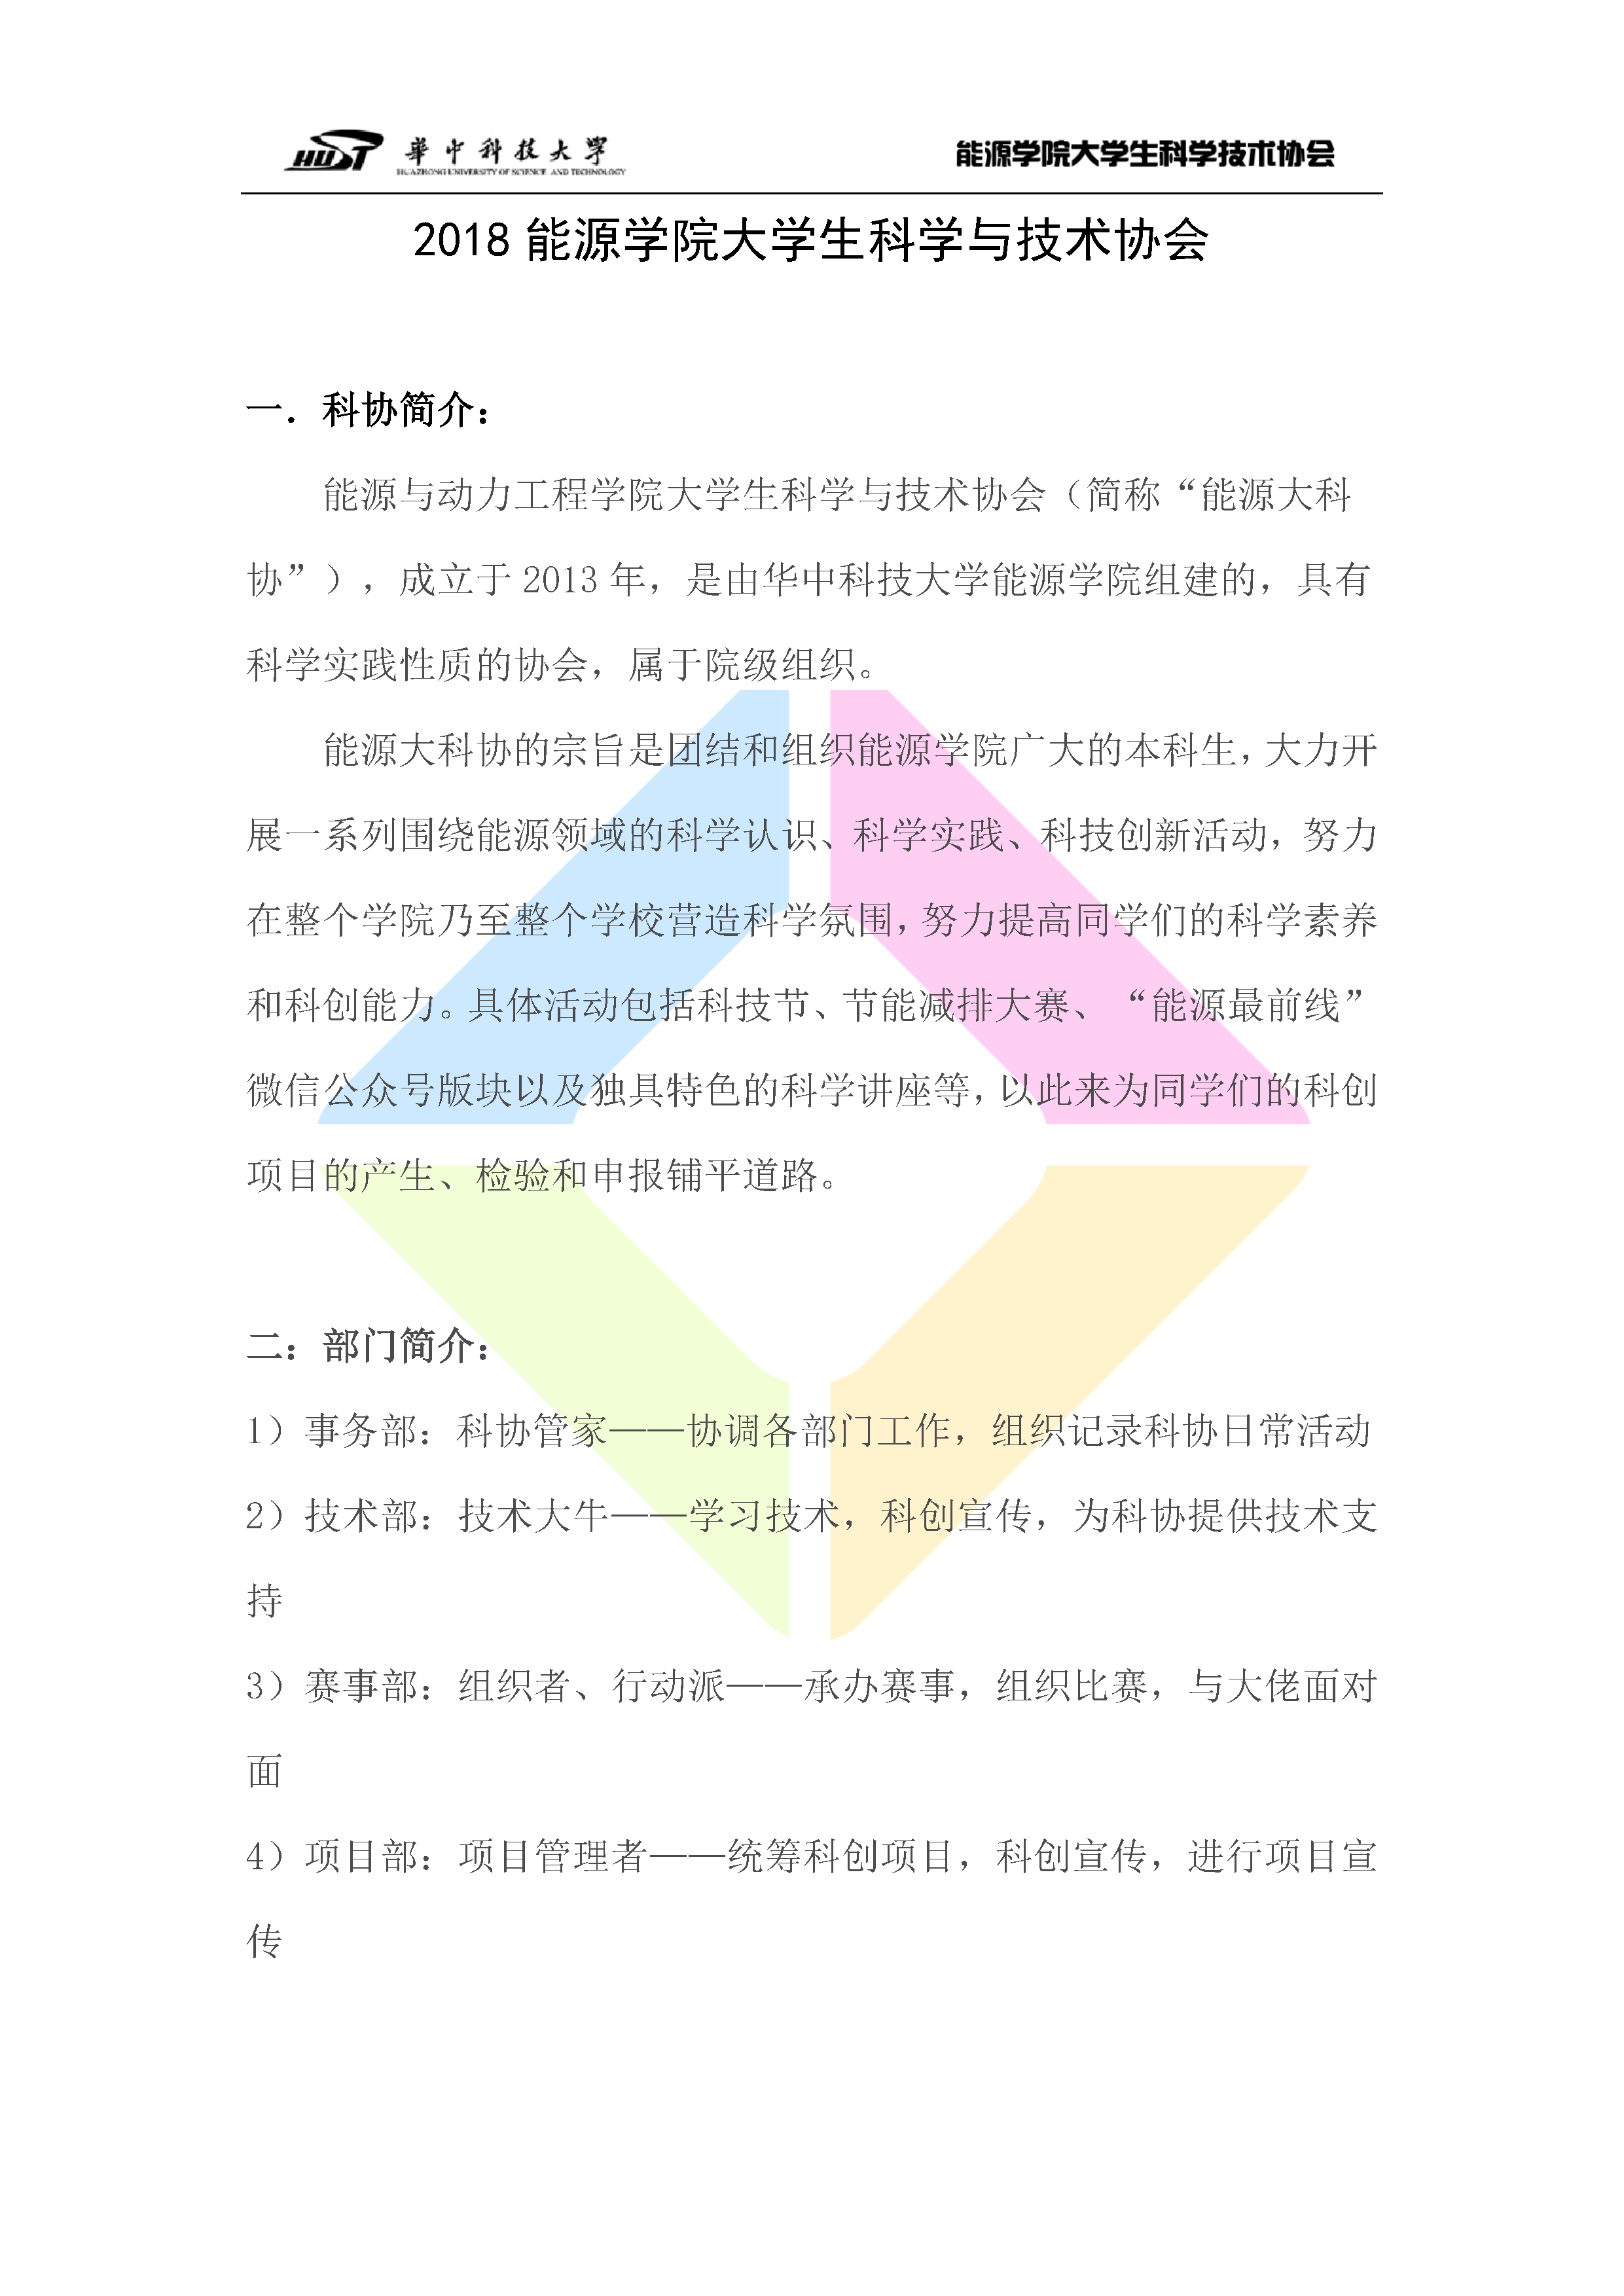 HUST 華中科技大學
HUAZHONG UNIVERSITY OF SCIENCE AND TECHNOLOGY
能源学院大学生科学技术协会
2018 能源学院大学生科学与技术协会
一．科协简介：
能源与动力工程学院大学生科学与技术协会（简称“能源大科
协”），成立于 2013 年，是由华中科技大学能源学院组建的，具有
科学实践性质的协会，属于院级组织。
能源大科协的宗旨是团结和组织能源学院广大的本科生，大力开
展一系列围绕能源领域的科学认识、科学实践、科技创新活动，努力
在整个学院乃至整个学校营造科学氛围，努力提高同学们的科学素养
和科创能力。具体活动包括科技节、节能减排大赛、“能源最前线”
微信公众号版块以及独具特色的科学讲座等，以此来为同学们的科创
项目的产生、检验和申报铺平道路。
二：部门简介：
1）事务部：科协管家——协调各部门工作，组织记录科协日常活动
2）技术部：技术大牛——学习技术，科创宣传，为科协提供技术支
持
3）赛事部：组织者、行动派——承办赛事，组织比赛，与大佬面对
面
4）项目部：项目管理者——统筹科创项目，科创宣传，进行项目宣
传